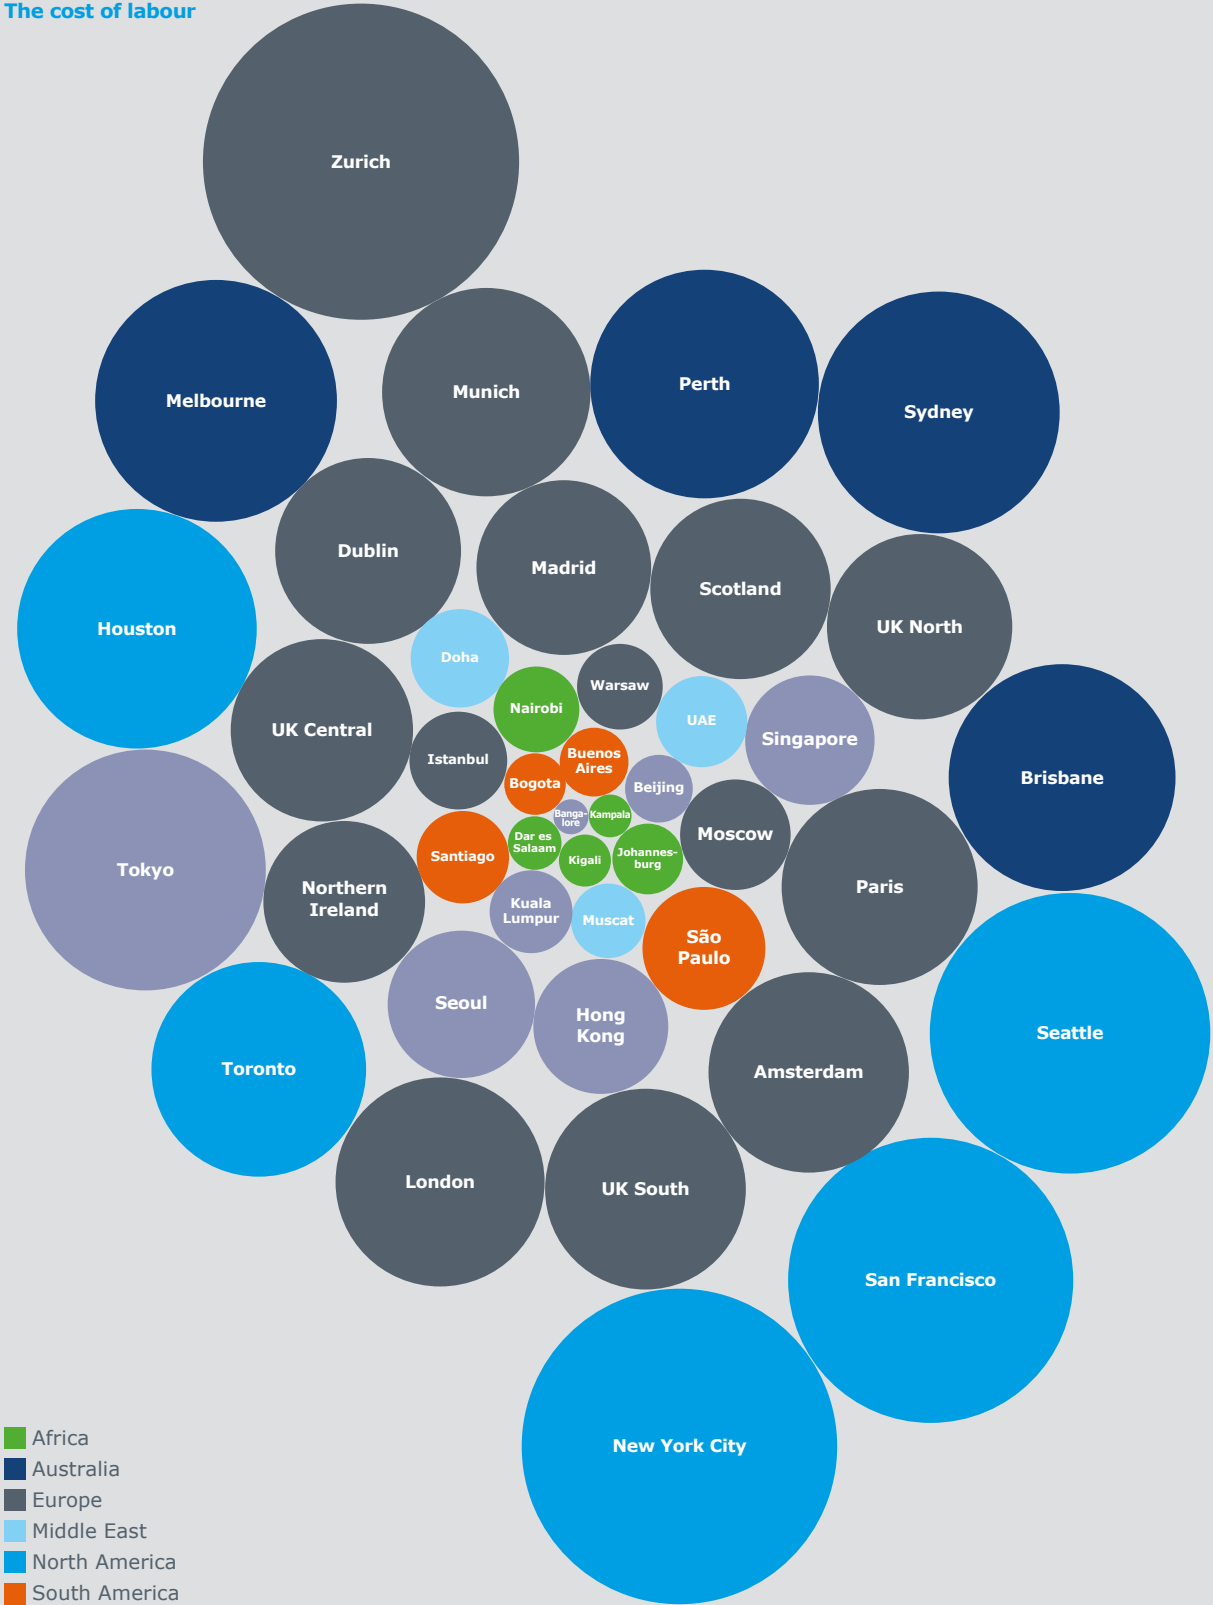 The cost of labour
Zurich
Melbourne
Munich
Perth
Sydney
Dublin
Madrid
Scotland
UK North
Houston
Doha
Warsaw
Nairobi
UAE
UK Central
Singapore
Istanbul
Buenos
Aires
Bogota
Beijing
Brisbane
Banga-
lore
Kampala
Moscow
Dar es
Salaam
Santiago
Kigali
Johannes-
burg
Tokyo
Northern
Ireland
Paris
Kuala
Lumpur
Muscat
São
Paulo
Seoul
Hong
Kong
Seattle
Toronto
Amsterdam
London
UK South
San Francisco
New York City
Africa
Australia
Europe
Middle East
North America
South America